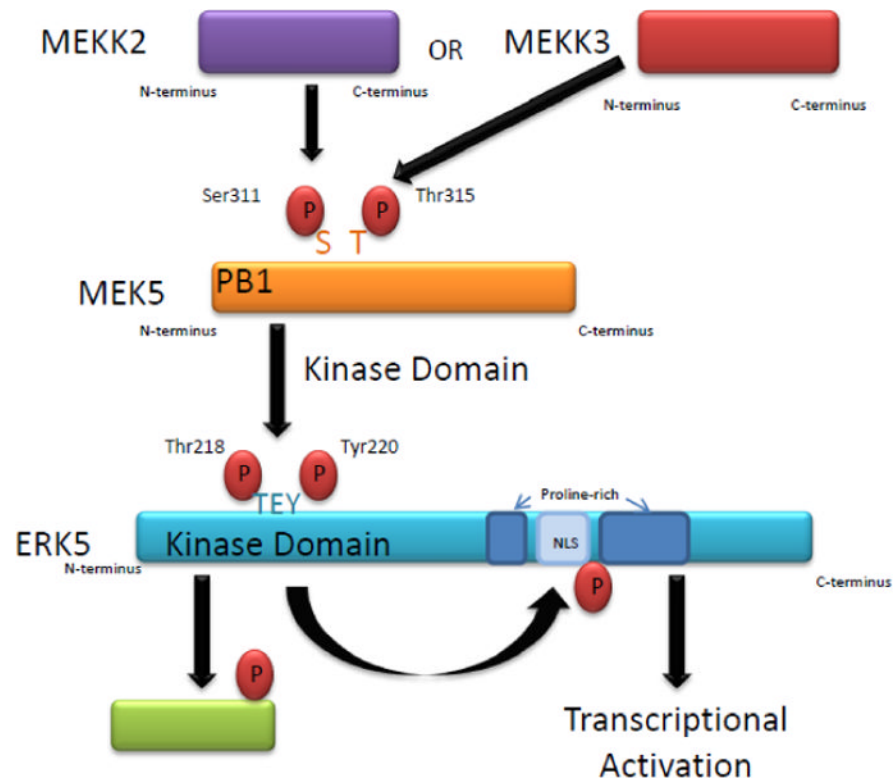 MEKK2
OR
MEKK3
N-terminus
C-terminus
N-terminus
C-terminus
Ser311
P
P
Thr315
S T
MEK5
PB1
N-terminus
C-terminus
Kinase Domain
Thr218
P
P
Tyr220
TEY
Proline-rich
ERK5
Kinase Domain
NLS
N-terminus
P
C-terminus
P
Transcriptional
Activation